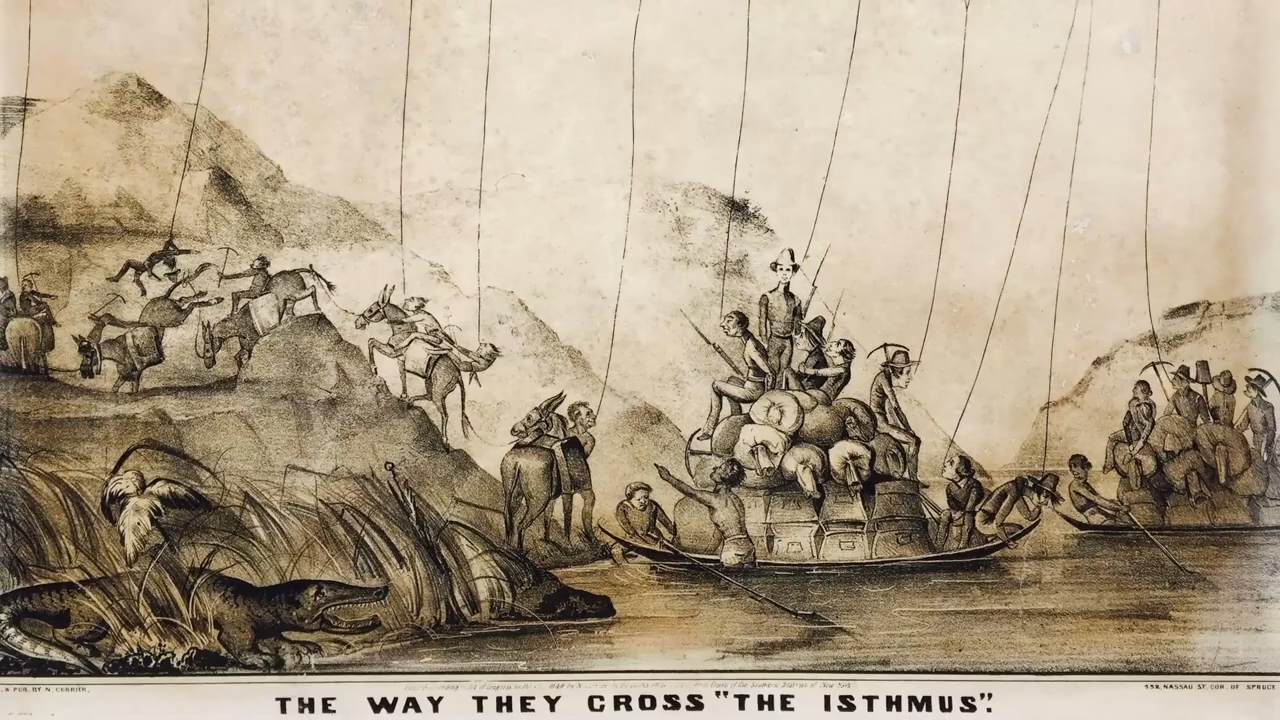 & PUB. BY N. CURRIER,
152, NASSAU ST. COR. OF SPRUCE
THE WAY THEY CROSS "THE ISTHMUS".